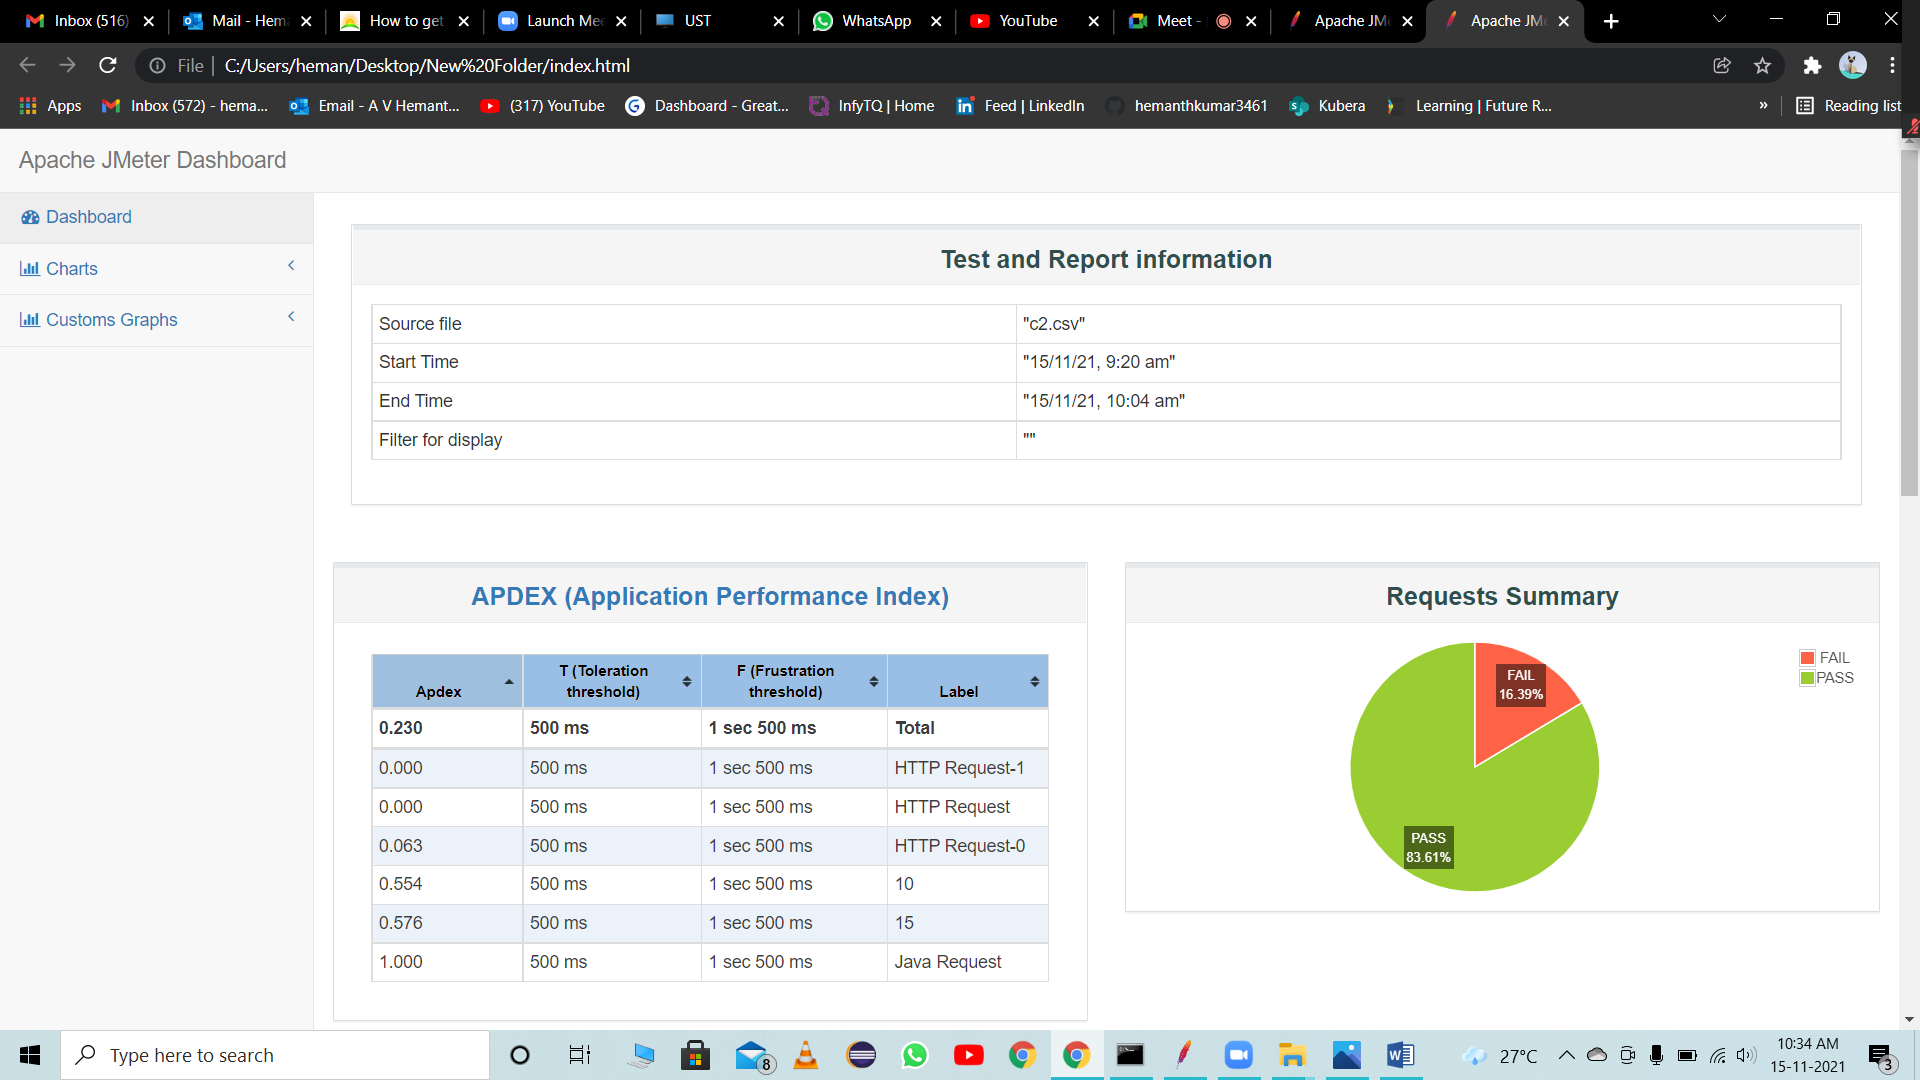 Inbox (516)
Mail - Hem
How to get
Launch Mee
UST
WhatsApp
YouTube
Meet -
Apache JM
Apache JM
File
C:/Users/heman/Desktop/New%20Folder/index.html
Apps
Inbox (572) - hema...
Email - A V Hemant...
(317) YouTube
Dashboard - Great...
InfyTQ | Home
Feed | LinkedIn
hemanthkumar3461
Kubera
Learning | Future R...
»
Reading list
Apache JMeter Dashboard
Dashboard
Charts
Customs Graphs
Test and Report information
Source file "c2.csv"
Start Time "15/11/21, 9:20 am"
End Time "15/11/21, 10:04 am"
Filter for display ""
APDEX (Application Performance Index)
Apdex T (Toleration threshold) F (Frustration threshold) Label
0.230 500 ms 1 sec 500 ms Total
0.000 500 ms 1 sec 500 ms HTTP Request-1
0.000 500 ms 1 sec 500 ms HTTP Request
0.063 500 ms 1 sec 500 ms HTTP Request-0
0.554 500 ms 1 sec 500 ms 10
0.576 500 ms 1 sec 500 ms 15
1.000 500 ms 1 sec 500 ms Java Request
Requests Summary
FAIL
16.39%
PASS
83.61%
FAIL
PASS
Type here to search
8
27°C
10:34 AM
15-11-2021
3